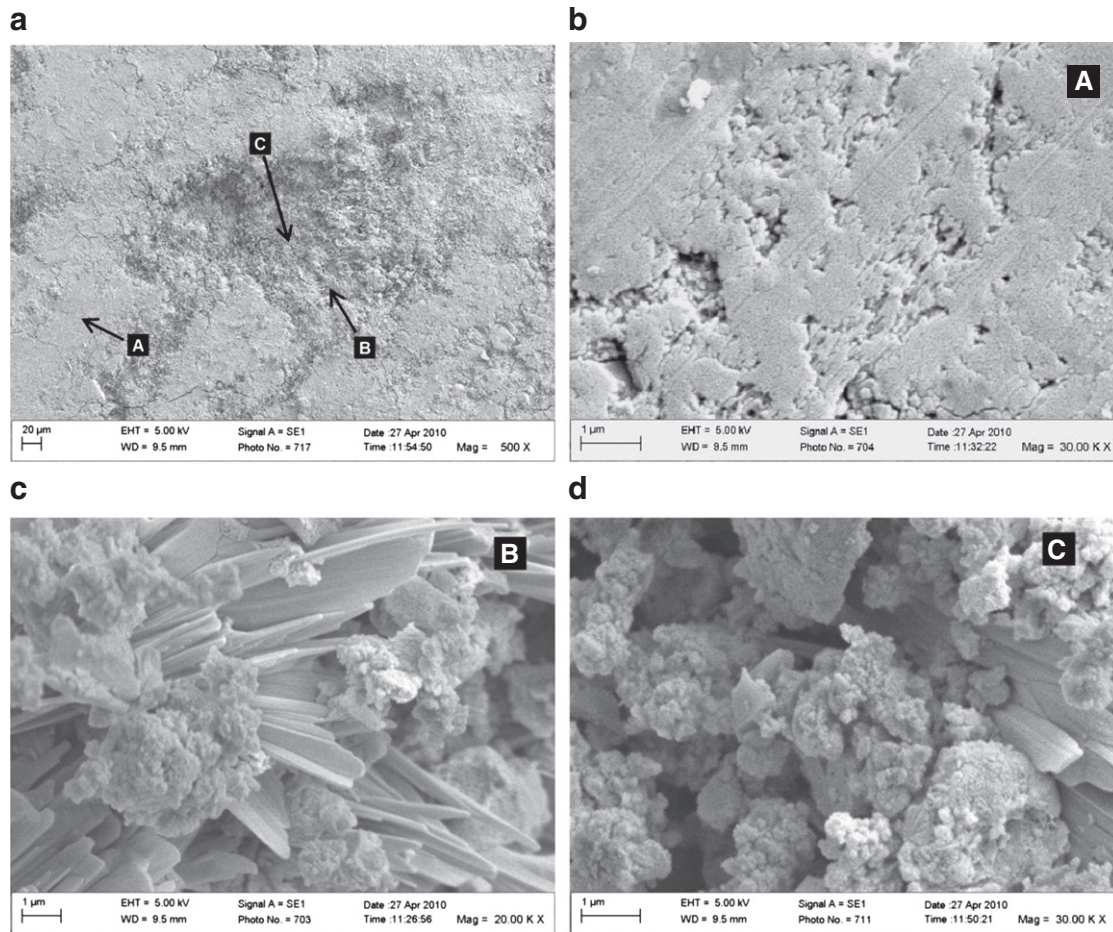 a
C
A
B
20 µm
EHT = 5.00 kV
Signal A = SE1
Date :27 Apr 2010
WD = 9.5 mm
Photo No. = 717
Time :11:54:50
Mag = 500 X
b
A
1 µm
EHT = 5.00 kV
Signal A = SE1
Date :27 Apr 2010
WD = 9.5 mm
Photo No. = 704
Time :11:32:22
Mag = 30.00 K X
c
B
1 µm
EHT = 5.00 kV
Signal A = SE1
Date :27 Apr 2010
WD = 9.5 mm
Photo No. = 703
Time :11:26:56
Mag = 20.00 K X
d
C
1 µm
EHT = 5.00 kV
Signal A = SE1
Date :27 Apr 2010
WD = 9.5 mm
Photo No. = 711
Time :11:50:21
Mag = 30.00 K X